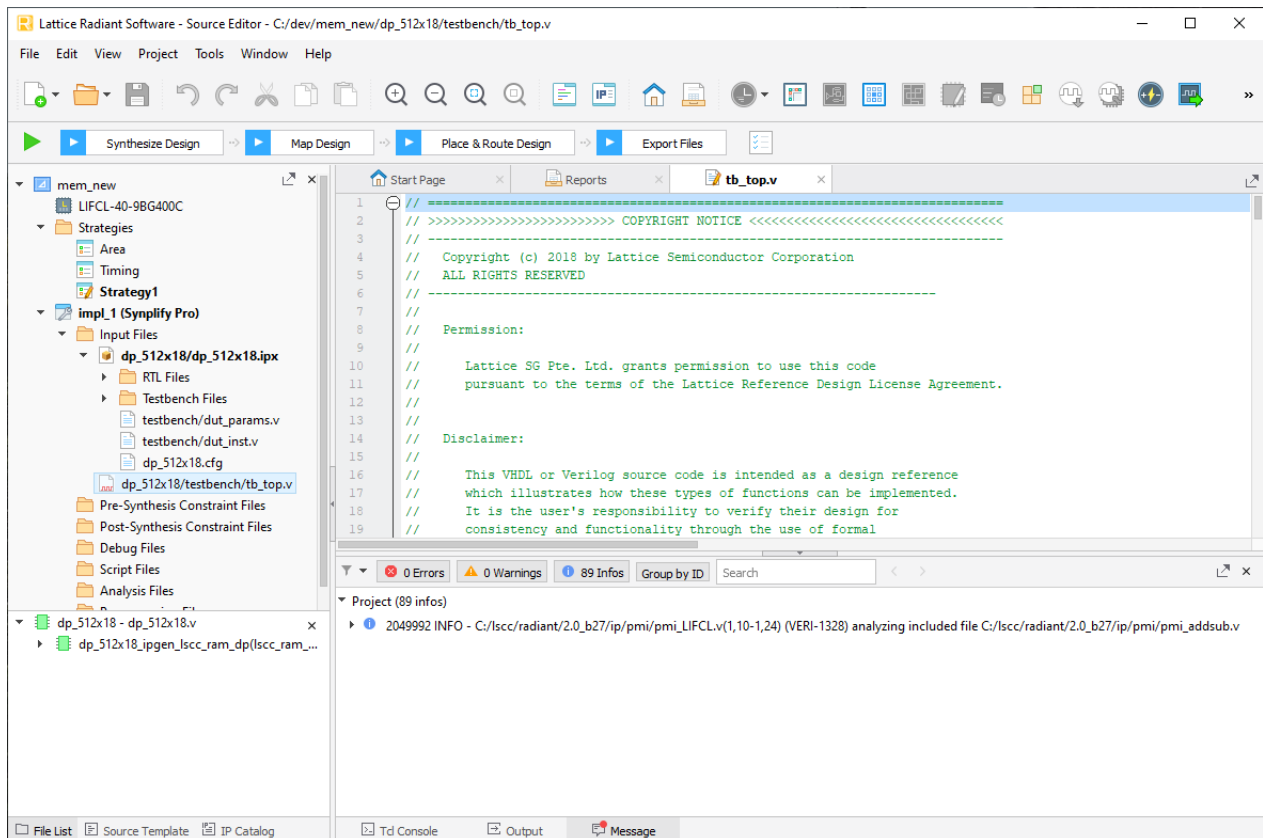 Lattice Radiant Software - Source Editor - C:/dev/mem_new/dp_512x18/testbench/tb_top.v
File Edit View Project Tools Window Help
IP
»
Synthesize Design Map Design Place & Route Design Export Files
mem_new
LIFCL-40-9BG400C
Strategies
Area
Timing
Strategy1
impl_1 (Synplify Pro)
Input Files
dp_512x18/dp_512x18.ipx
RTL Files
Testbench Files
testbench/dut_params.v
testbench/dut_inst.v
dp_512x18.cfg
dp_512x18/testbench/tb_top.v
Pre-Synthesis Constraint Files
Post-Synthesis Constraint Files
Debug Files
Script Files
Analysis Files
dp_512x18 - dp_512x18.v
dp_512x18_ipgen_lscc_ram_dp(lscc_ram_...
File List Source Template IP Catalog
Start Page Reports tb_top.v
1 // =============================================================================
2 // >>>>>>>>>>>>>>>>>>>>>>>>> COPYRIGHT NOTICE <<<<<<<<<<<<<<<<<<<<<<<<<<<<<<<<<<
3 // -----------------------------------------------------------------------------
4 // Copyright (c) 2018 by Lattice Semiconductor Corporation
5 // ALL RIGHTS RESERVED
6 // --------------------------------------------------------------------
7 //
8 // Permission:
9 //
10 // Lattice SG Pte. Ltd. grants permission to use this code
11 // pursuant to the terms of the Lattice Reference Design License Agreement.
12 //
13 //
14 // Disclaimer:
15 //
16 // This VHDL or Verilog source code is intended as a design reference
17 // which illustrates how these types of functions can be implemented.
18 // It is the user's responsibility to verify their design for
19 // consistency and functionality through the use of formal
0 Errors 0 Warnings 89 Infos Group by ID Search
Project (89 infos)
2049992 INFO - C:/lscc/radiant/2.0_b27/ip/pmi/pmi_LIFCL.v(1,10-1,24) (VERI-1328) analyzing included file C:/lscc/radiant/2.0_b27/ip/pmi/pmi_addsub.v
Tcl Console Output Message